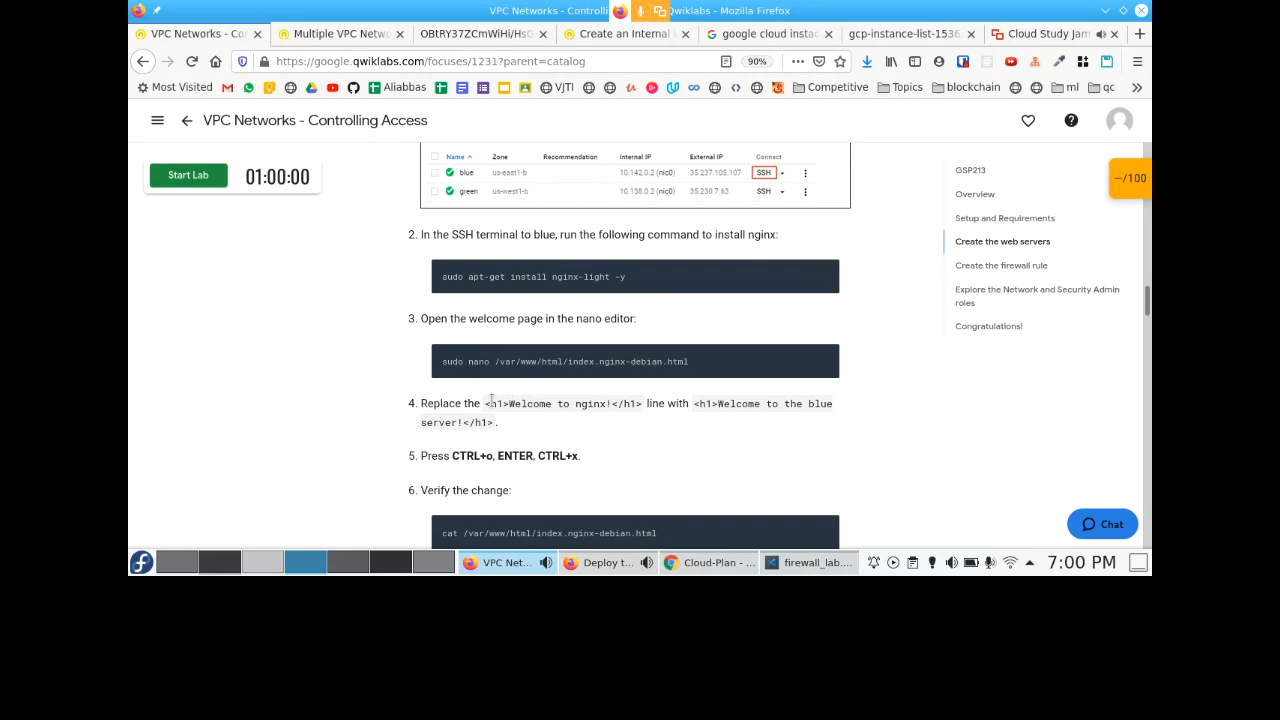 VPC Networks - Controlli Qwiklabs - Mozilla Firefox
VPC Networks - Con Multiple VPC Netwo OBtRY37ZCmWiHi/HsG Create an Internal google cloud instac gcp-instance-list-1536 Cloud Study Jam
https://google.qwiklabs.com/focuses/1231?parent=catalog 90%
Most Visited Aliabbas VJTI Competitive Topics blockchain ml qc
VPC Networks - Controlling Access
Start Lab 01:00:00
Name Zone Recommendation Internal IP External IP Connect
blue us-east1-b 10.142.0.2 (nic0) 35.237.105.107 SSH
green us-west1-b 10.138.0.2 (nic0) 35.230.7.63 SSH
2. In the SSH terminal to blue, run the following command to install nginx:
sudo apt-get install nginx-light -y
3. Open the welcome page in the nano editor:
sudo nano /var/www/html/index.nginx-debian.html
4. Replace the <h1>Welcome to nginx!</h1> line with <h1>Welcome to the blue
server!</h1>.
5. Press CTRL+o, ENTER, CTRL+x.
6. Verify the change:
cat /var/www/html/index.nginx-debian.html
GSP213
Overview
Setup and Requirements
Create the web servers
Create the firewall rule
Explore the Network and Security Admin
roles
Congratulations!
–/100
Chat
VPC Net... Deploy t... Cloud-Plan - ... firewall_lab.... 7:00 PM